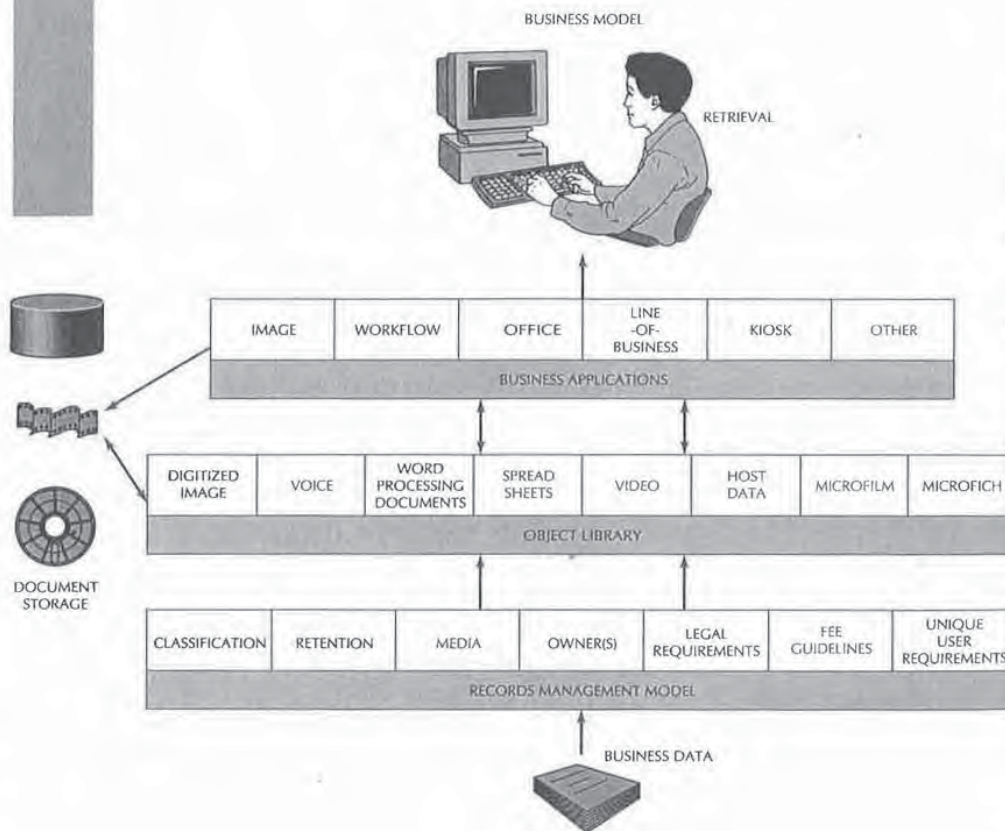 BUSINESS MODEL
RETRIEVAL
IMAGE
WORKFLOW
OFFICE
LINE
-OF-
BUSINESS
KIOSK
OTHER
BUSINESS APPLICATIONS
DIGITIZED
IMAGE
VOICE
WORD
PROCESSING
DOCUMENTS
SPREAD
SHEETS
VIDEO
HOST
DATA
MICROFILM
MICROFICH
OBJECT LIBRARY
DOCUMENT
STORAGE
CLASSIFICATION
RETENTION
MEDIA
OWNER(S)
LEGAL
REQUIREMENTS
FEE
GUIDELINES
UNIQUE
USER
REQUIREMENTS
RECORDS MANAGEMENT MODEL
BUSINESS DATA